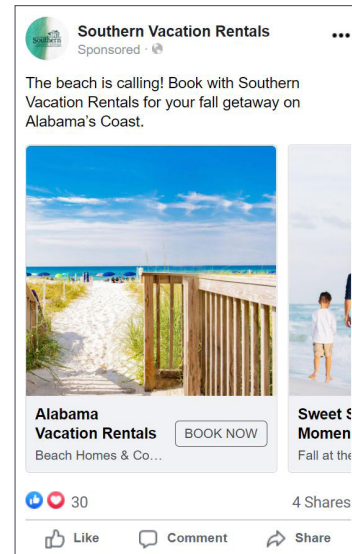 Southern
Southern Vacation Rentals
Sponsored ·
The beach is calling! Book with Southern
Vacation Rentals for your fall getaway on
Alabama's Coast.
Alabama
Vacation Rentals
BOOK NOW
Beach Homes & Co...
Sweet S
Momen
Fall at the
30
4 Shares
Like
Comment
Share